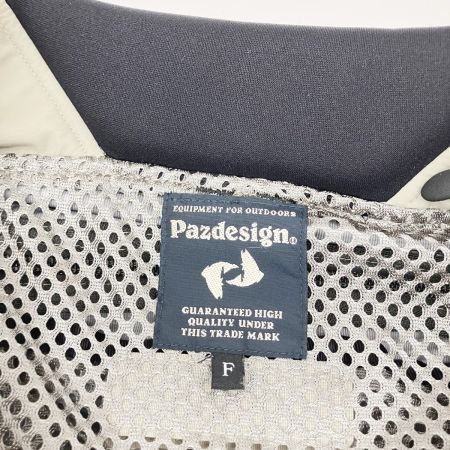 EQUIPMENT FOR OUTDOORS
Pazdesign®
GUARANTEED HIGH
QUALITY UNDER
THIS TRADE MARK
F